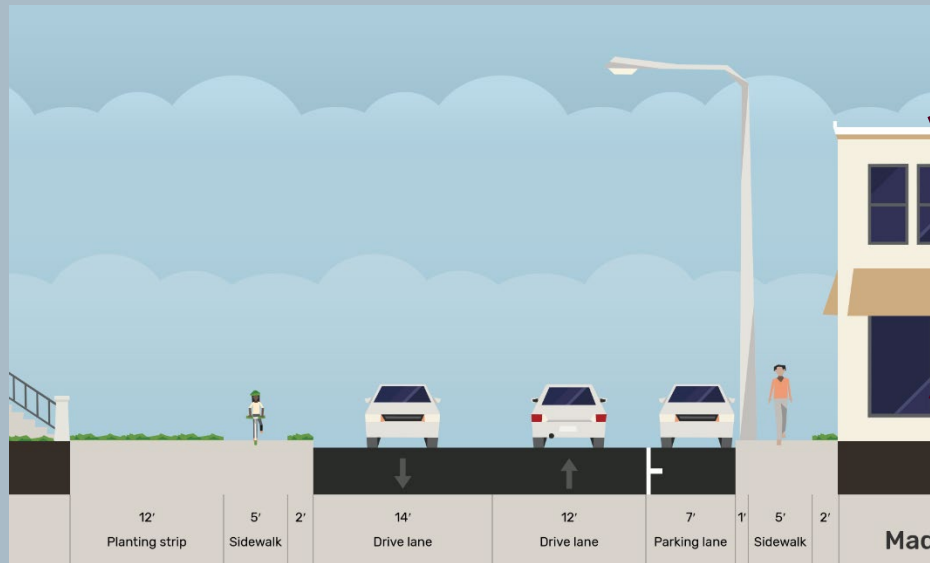 12′ 5′ 2′ 14′ 12′ 7′ 1′ 5′ 2′
Planting strip Sidewalk Drive lane Drive lane Parking lane Sidewalk
Mad